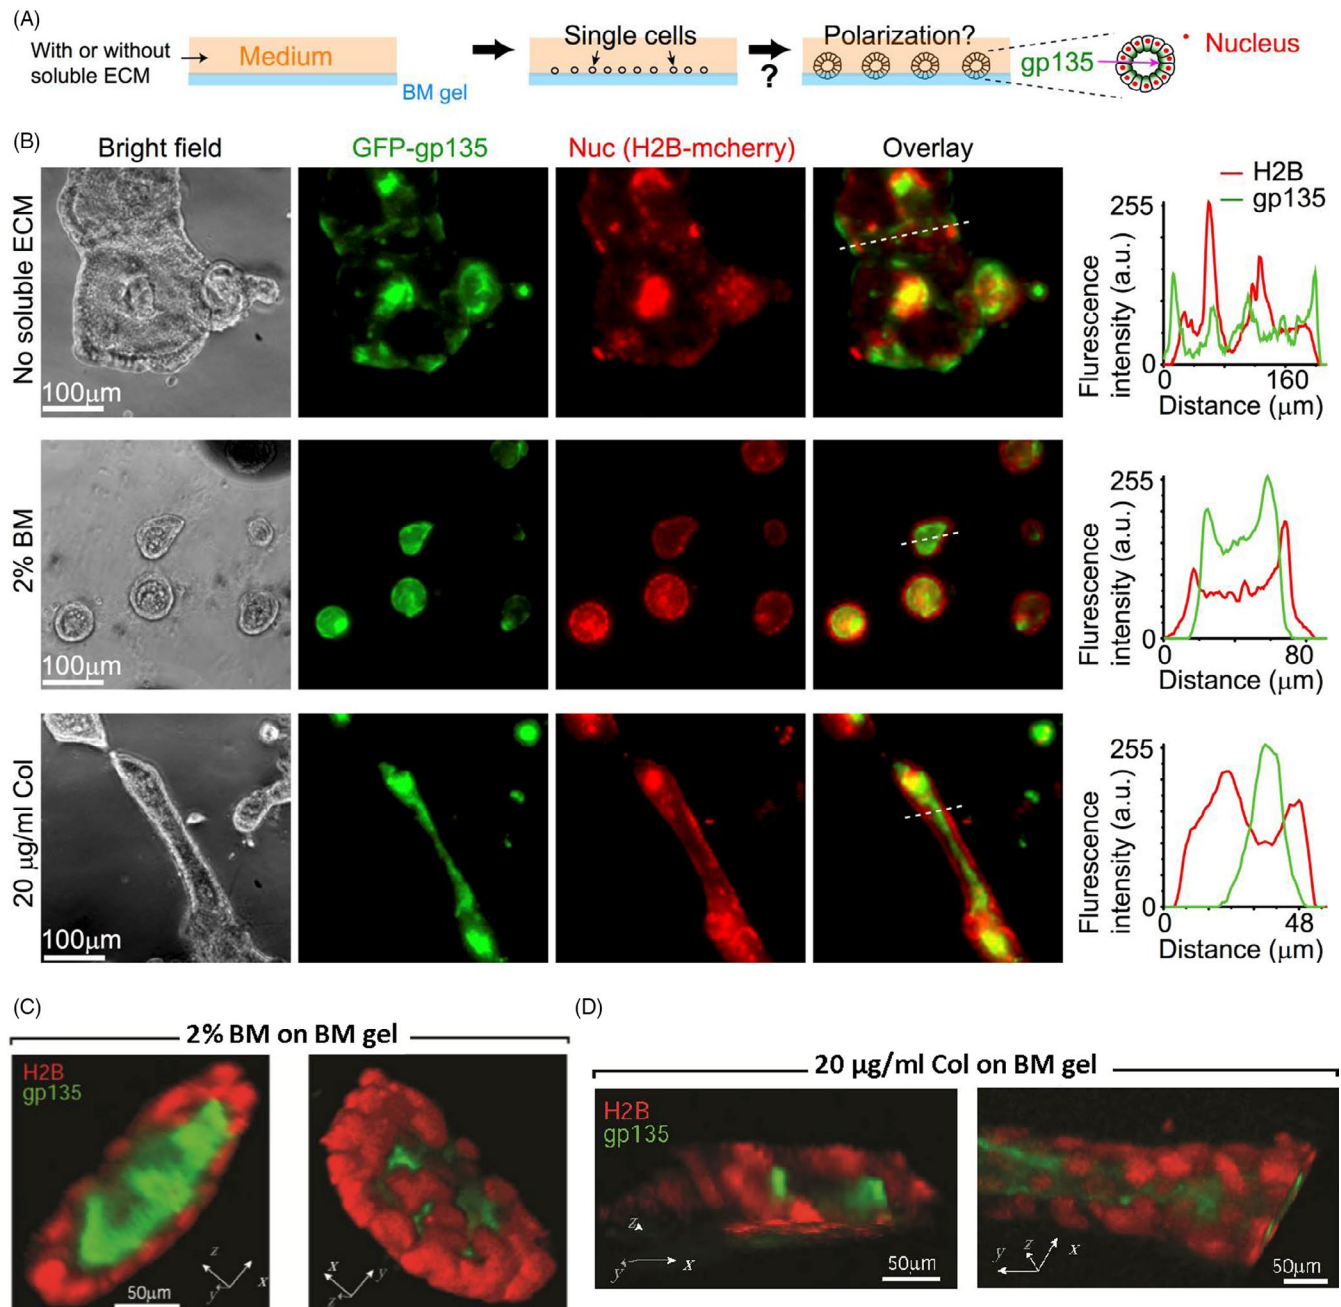 (A)
With or without
soluble ECM
Medium
BM gel
Single cells
?
Polarization?
gp135
Nucleus
(B)
Bright field
GFP-gp135
Nuc (H2B-mcherry)
Overlay
No soluble ECM
100μm
H2B
gp135
255
0
160
Flurescence
intensity (a.u.)
Distance (μm)
2% BM
100μm
255
0
0
80
Flurescence
intensity (a.u.)
Distance (μm)
20 μg/ml Col
100μm
255
0
0
48
Flurescence
intensity (a.u.)
Distance (μm)
(C)
2% BM on BM gel
H2B
gp135
z
x
y
50μm
x
y
z
(D)
20 μg/ml Col on BM gel
H2B
gp135
z
y
x
50μm
z
x
y
50μm